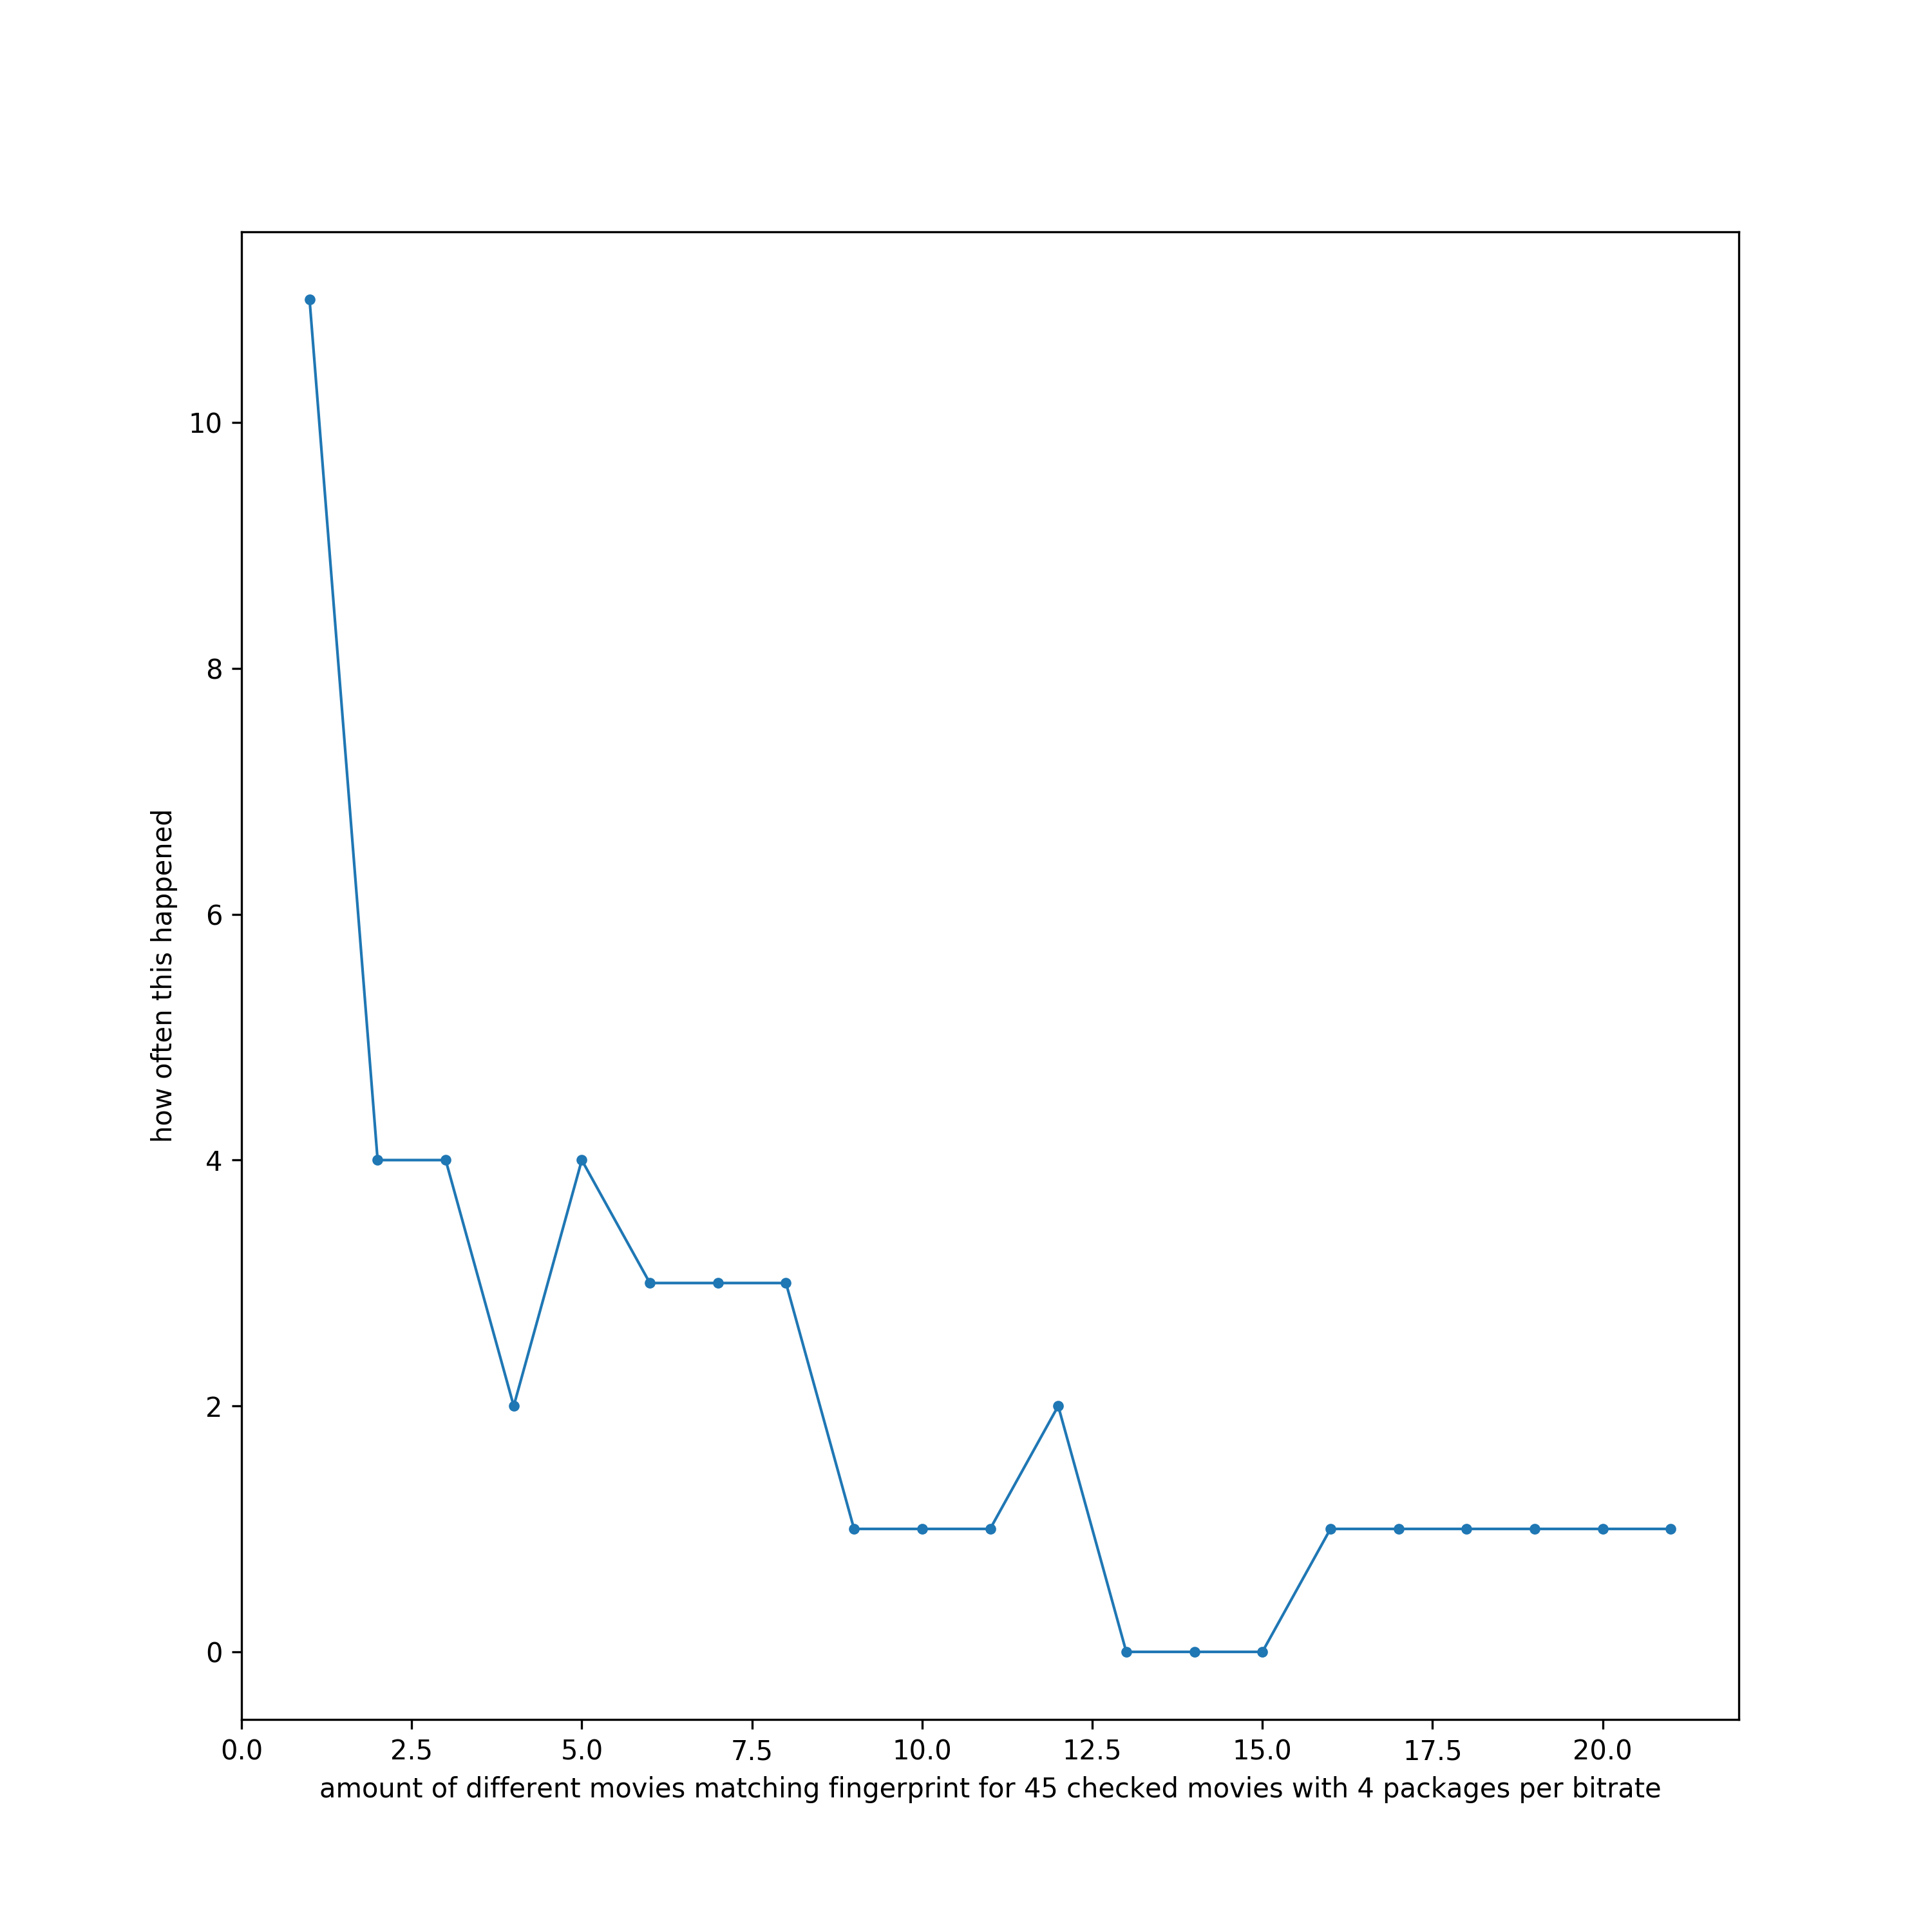 10
8
6
4
2
0
how often this happened
0.0 2.5 5.0 7.5 10.0 12.5 15.0 17.5 20.0
amount of different movies matching fingerprint for 45 checked movies with 4 packages per bitrate